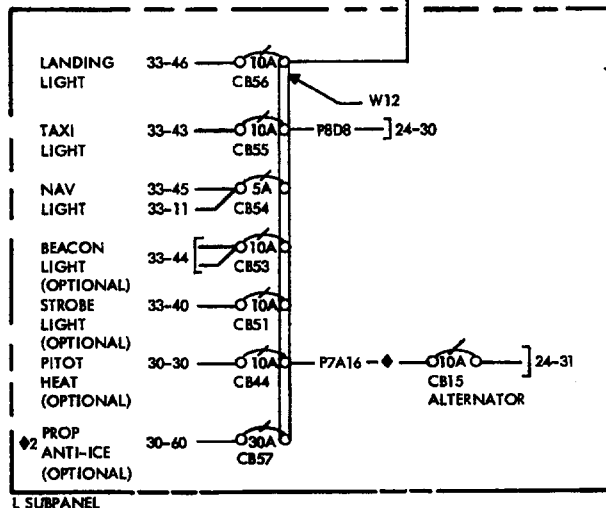 LANDING 33-46 10A
LIGHT CB56
W12
TAXI 33-43 10A P8D8 24-30
LIGHT CB55
NAV 33-45 5A
LIGHT 33-11 CB54
BEACON 33-44 10A
LIGHT CB53
(OPTIONAL)
STROBE 33-40 10A
LIGHT CB51
(OPTIONAL)
PITOT 30-30 10A P7A16 10A 24-31
HEAT CB44 CB15
(OPTIONAL) ALTERNATOR
2 PROP 30-60 30A
ANTI-ICE CB57
(OPTIONAL)
L SUBPANEL